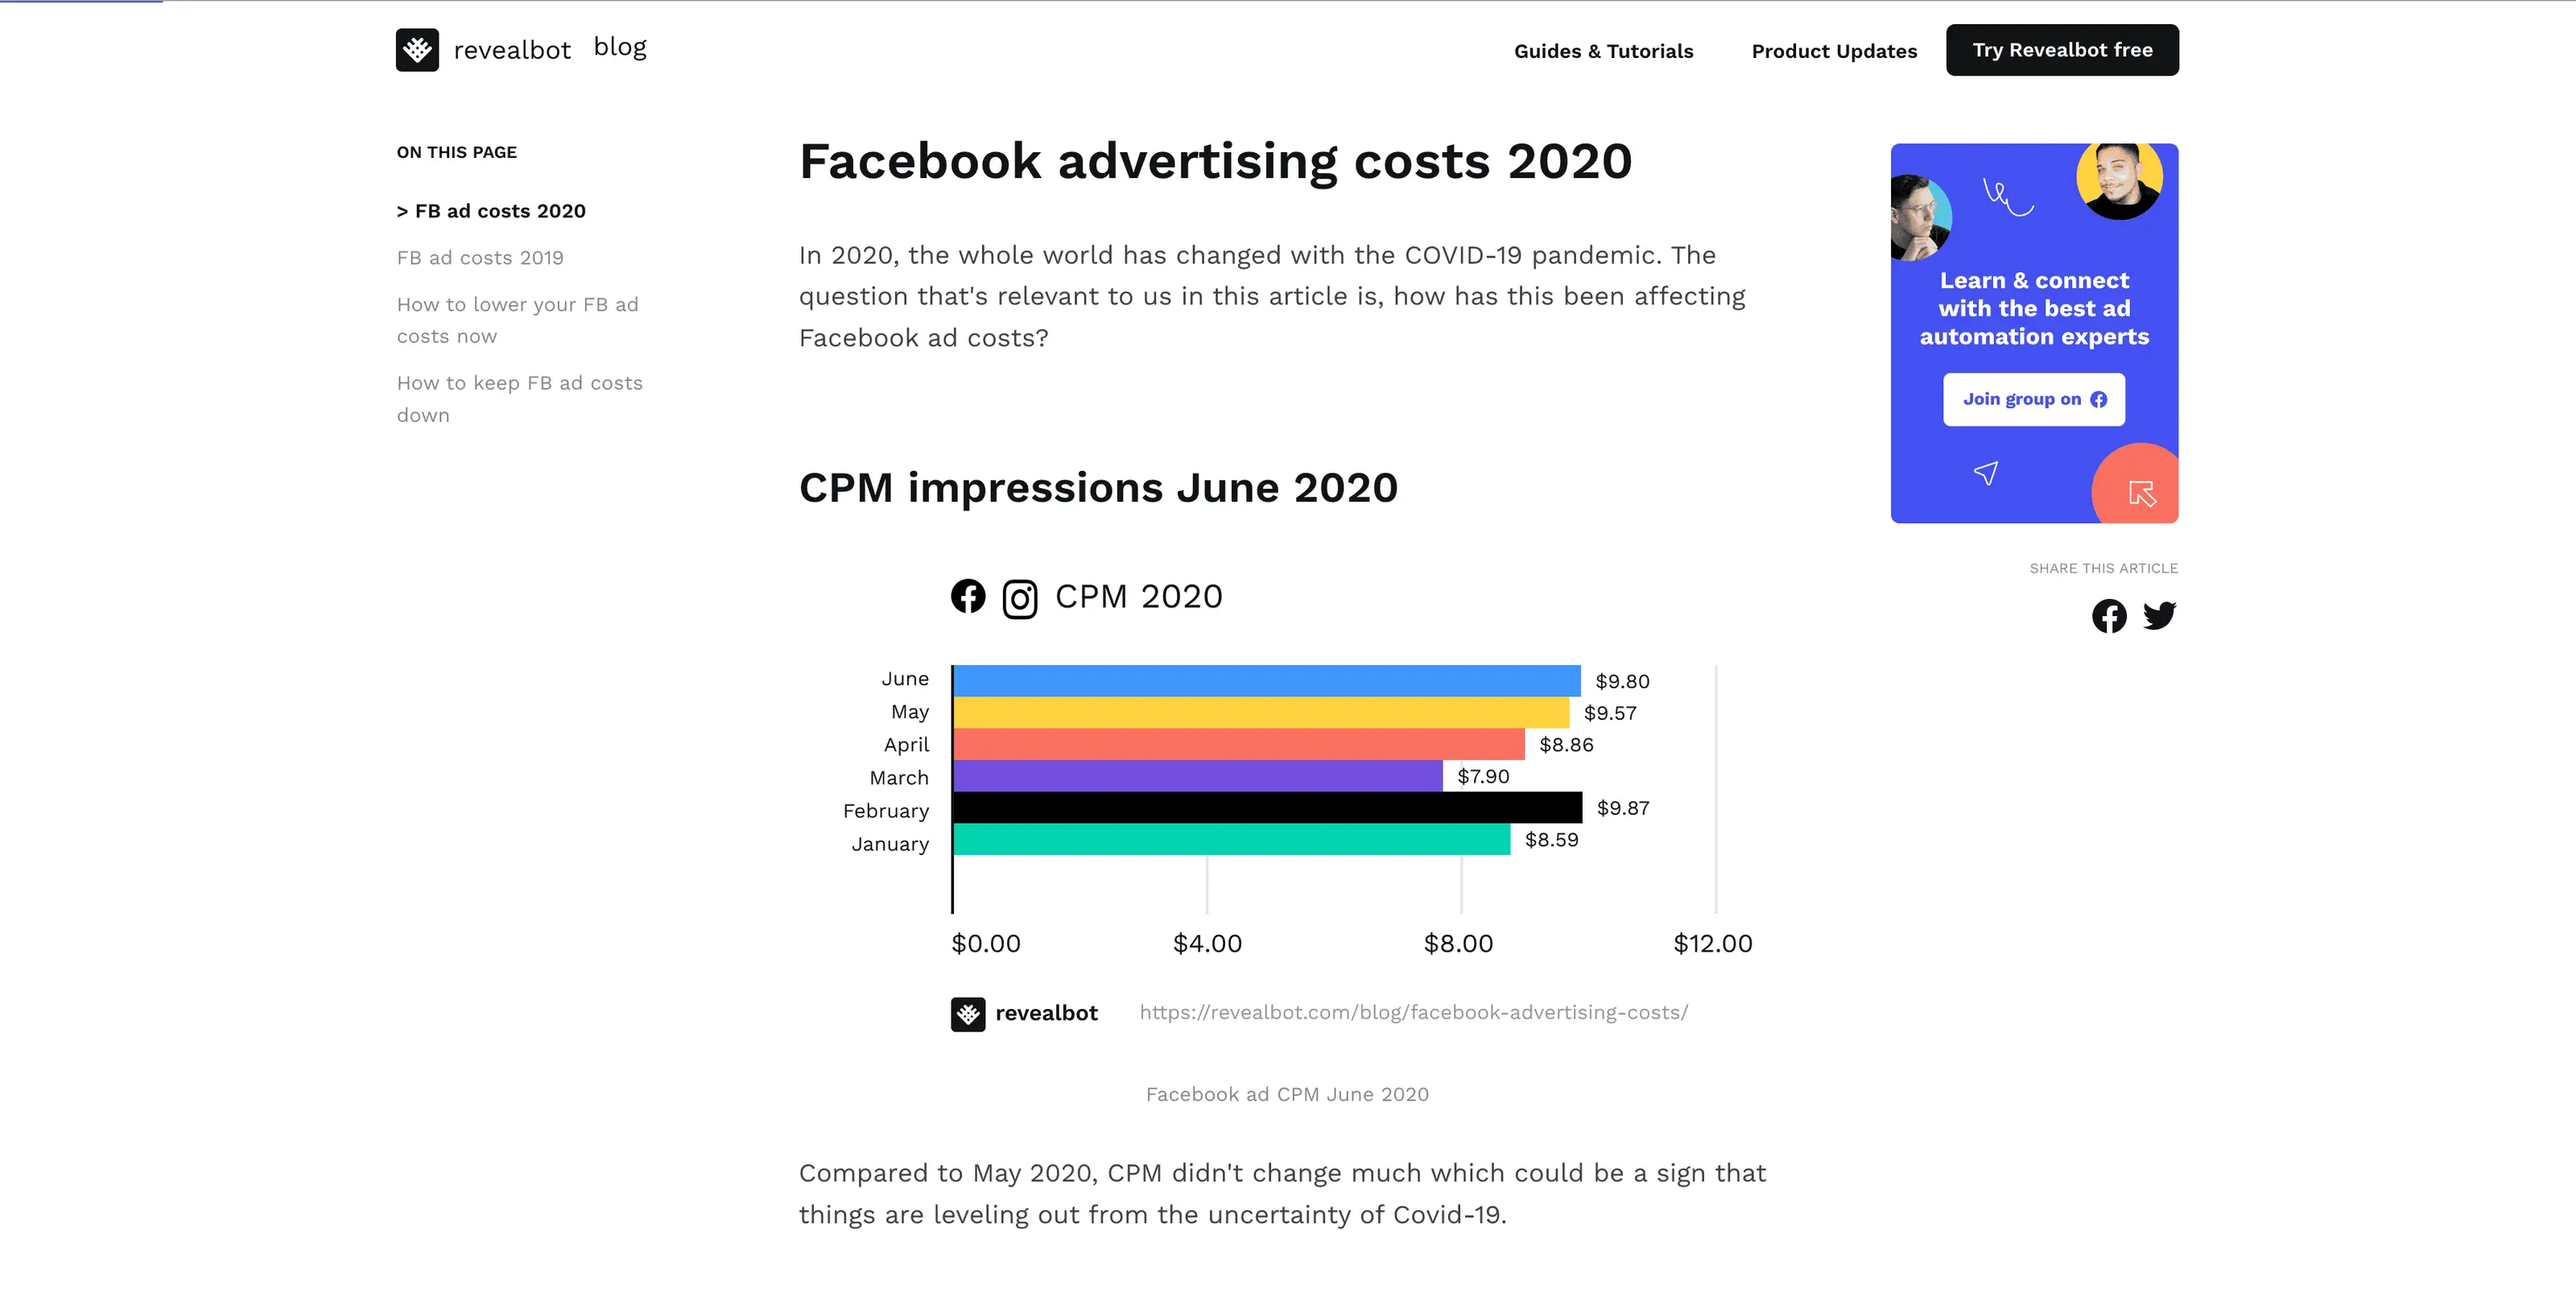 revealbot blog
Guides & Tutorials
Product Updates
Try Revealbot free
ON THIS PAGE
> FB ad costs 2020
FB ad costs 2019
How to lower your FB ad
costs now
How to keep FB ad costs
down
Facebook advertising costs 2020
In 2020, the whole world has changed with the COVID-19 pandemic. The
question that's relevant to us in this article is, how has this been affecting
Facebook ad costs?
CPM impressions June 2020
CPM 2020
June $9.80
May $9.57
April $8.86
March $7.90
February $9.87
January $8.59
$0.00 $4.00 $8.00 $12.00
revealbot https://revealbot.com/blog/facebook-advertising-costs/
Facebook ad CPM June 2020
Compared to May 2020, CPM didn't change much which could be a sign that
things are leveling out from the uncertainty of Covid-19.
Learn & connect
with the best ad
automation experts
Join group on
SHARE THIS ARTICLE